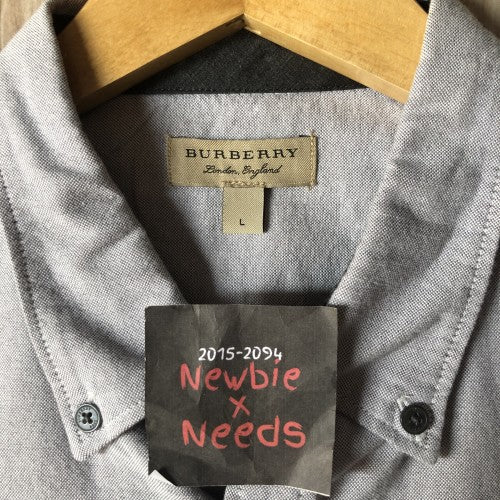 BURBERRY
London, England
L
2015-2094
Newbie
x
Needs